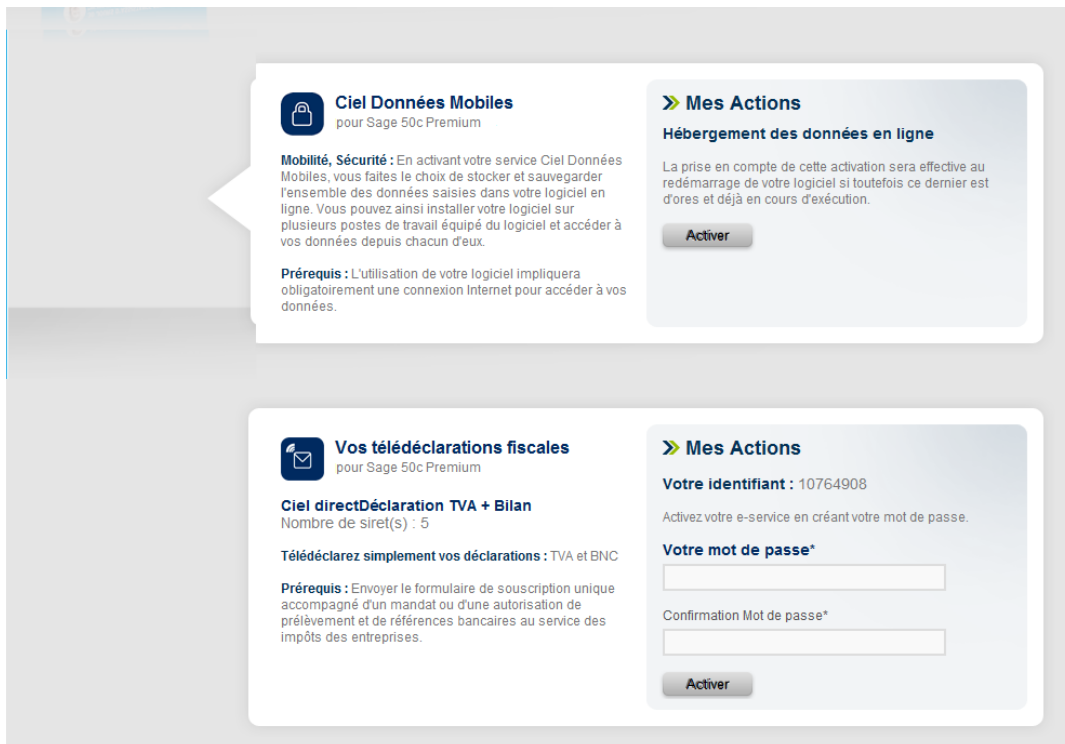 Ciel Données Mobiles
pour Sage 50c Premium
Mobilité, Sécurité : En activant votre service Ciel Données
Mobiles, vous faites le choix de stocker et sauvegarder
l'ensemble des données saisies dans votre logiciel en
ligne. Vous pouvez ainsi installer votre logiciel sur
plusieurs postes de travail équipé du logiciel et accéder à
vos données depuis chacun d'eux.
Prérequis : L'utilisation de votre logiciel impliquera
obligatoirement une connexion Internet pour accéder à vos
données.
Mes Actions
Hébergement des données en ligne
La prise en compte de cette activation sera effective au
redémarrage de votre logiciel si toutefois ce dernier est
d'ores et déjà en cours d'exécution.
Activer
Vos télédéclarations fiscales
pour Sage 50c Premium
Ciel directDéclaration TVA + Bilan
Nombre de siret(s) : 5
Télédéclarez simplement vos déclarations : TVA et BNC
Prérequis : Envoyer le formulaire de souscription unique
accompagné d'un mandat ou d'une autorisation de
prélèvement et de références bancaires au service des
impôts des entreprises.
Mes Actions
Votre identifiant : 10764908
Activez votre e-service en créant votre mot de passe.
Votre mot de passe*
Confirmation Mot de passe*
Activer